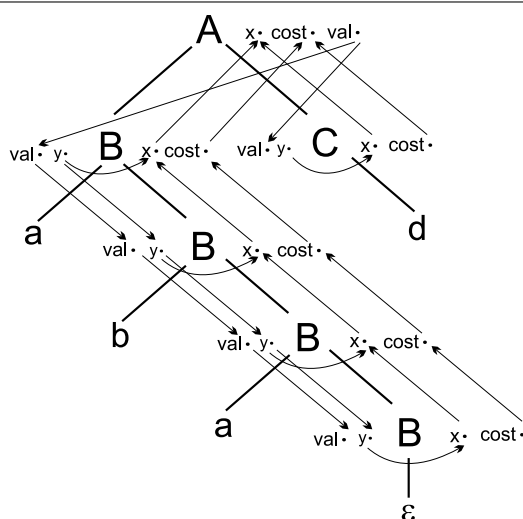 A x cost val
val y B x cost val y C x cost
a d
val y B x cost
b
val y B x cost
a
val y B x cost
ε